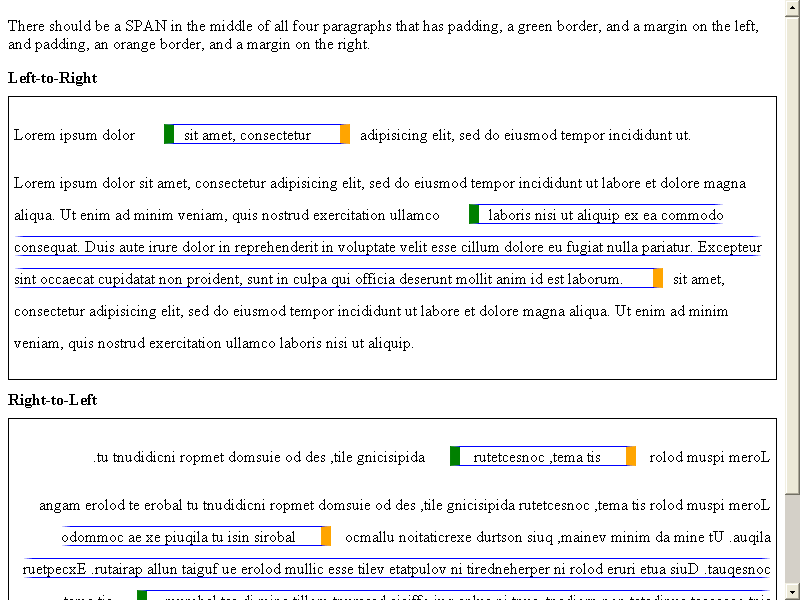 There should be a SPAN in the middle of all four paragraphs that has padding, a green border, and a margin on the left,
and padding, an orange border, and a margin on the right.
Left-to-Right
Lorem ipsum dolor sit amet, consectetur adipisicing elit, sed do eiusmod tempor incididunt ut.
Lorem ipsum dolor sit amet, consectetur adipisicing elit, sed do eiusmod tempor incididunt ut labore et dolore magna
aliqua. Ut enim ad minim veniam, quis nostrud exercitation ullamco laboris nisi ut aliquip ex ea commodo
consequat. Duis aute irure dolor in reprehenderit in voluptate velit esse cillum dolore eu fugiat nulla pariatur. Excepteur
sint occaecat cupidatat non proident, sunt in culpa qui officia deserunt mollit anim id est laborum. sit amet,
consectetur adipisicing elit, sed do eiusmod tempor incididunt ut labore et dolore magna aliqua. Ut enim ad minim
veniam, quis nostrud exercitation ullamco laboris nisi ut aliquip.
Right-to-Left
.tu tnudidicni ropmet domsuie od des ,tile gnicisipida rutetcesnoc ,tema tis rolod muspi meroL
angam erolod te erobal tu tnudidicni ropmet domsuie od des ,tile gnicisipida rutetcesnoc ,tema tis rolod muspi meroL
odommoc ae xe piuqila tu isin sirobal ocmallu noitaticrexe durtson siuq ,mainev minim da mine tU .auqila
ruetpecxE .rutairap allun taiguf ue erolod mullic esse tilev etatpulov ni tiredneherper ni rolod eruri etua siuD .tauqesnoc